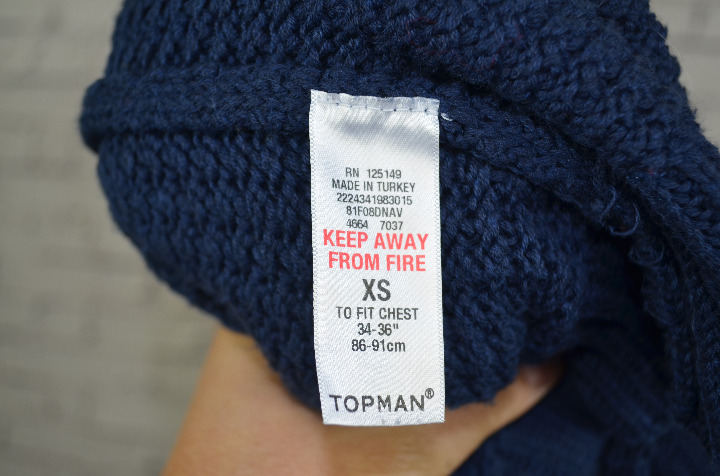 RN 125149
MADE IN TURKEY
2224341983015
81F08DNAV
4664 7037
KEEP AWAY
FROM FIRE
XS
TO FIT CHEST
34-36"
86-91cm
TOPMAN®